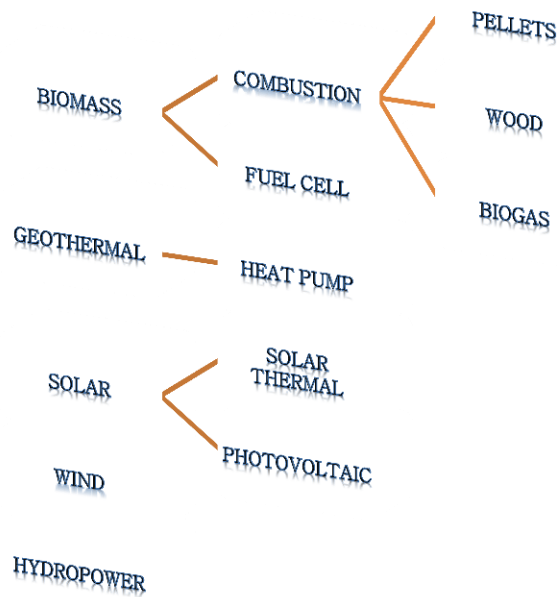 PELLETS
COMBUSTION
BIOMASS
WOOD
FUEL CELL
BIOGAS
GEOTHERMAL
HEAT PUMP
SOLAR
THERMAL
SOLAR
PHOTOVOLTAIC
WIND
HYDROPOWER